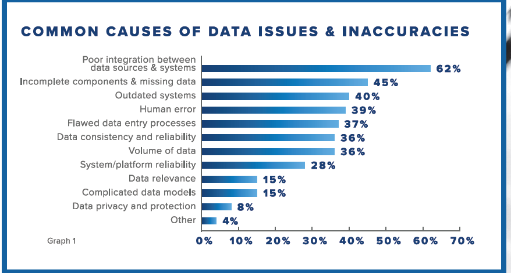 COMMON CAUSES OF DATA ISSUES & INACCURACIES
Poor integration between
data sources & systems 62%
Incomplete components & missing data 45%
Outdated systems 40%
Human error 39%
Flawed data entry processes 37%
Data consistency and reliability 36%
Volume of data 36%
System/platform reliability 28%
Data relevance 15%
Complicated data models 15%
Data privacy and protection 8%
Other 4%
Graph 1 0% 10% 20% 30% 40% 50% 60% 70%